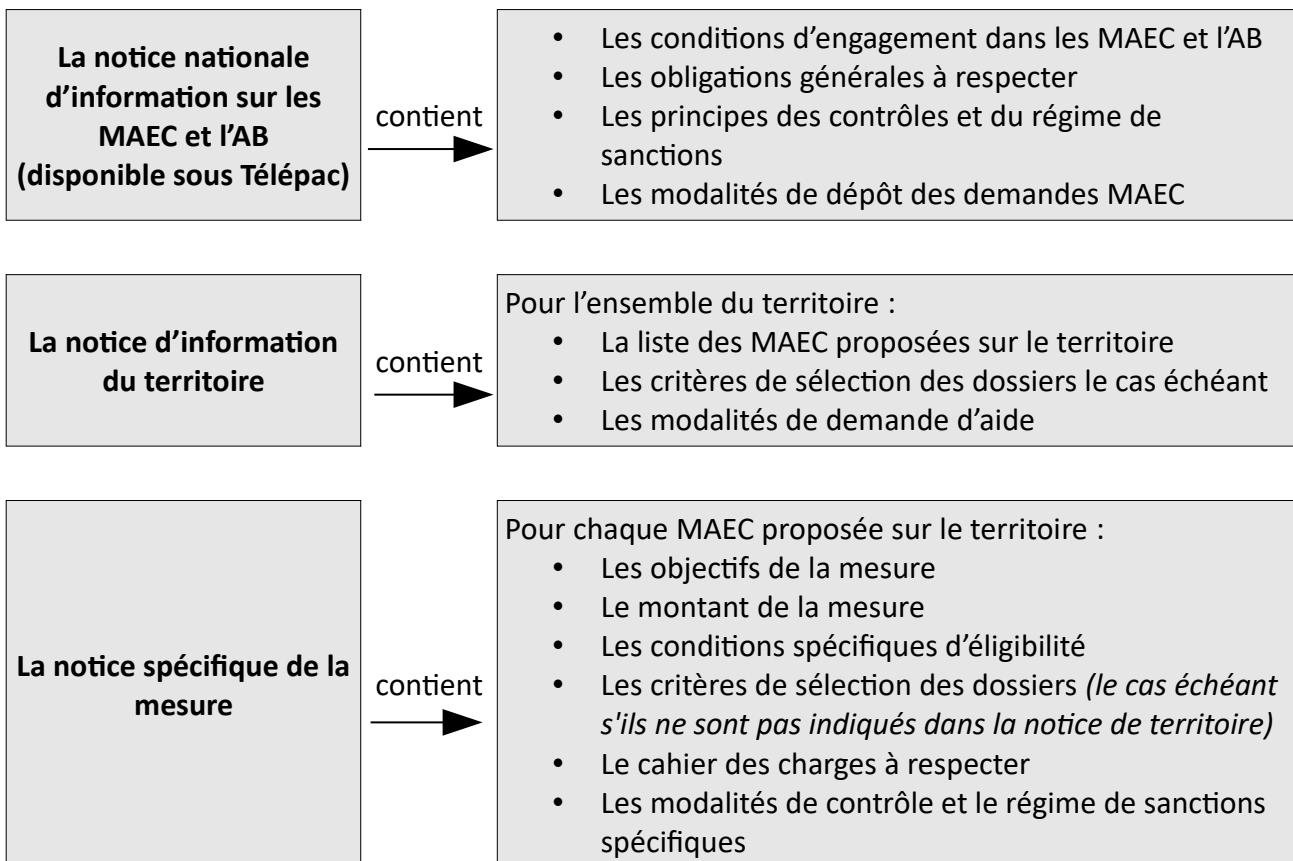 La notice nationale
d'information sur les
MAEC et l'AB
(disponible sous Télépac)
contient
• Les conditions d'engagement dans les MAEC et l'AB
• Les obligations générales à respecter
• Les principes des contrôles et du régime de
sanctions
• Les modalités de dépôt des demandes MAEC
La notice d'information
du territoire
contient
Pour l'ensemble du territoire :
• La liste des MAEC proposées sur le territoire
• Les critères de sélection des dossiers le cas échéant
• Les modalités de demande d'aide
La notice spécifique de la
mesure
contient
Pour chaque MAEC proposée sur le territoire :
• Les objectifs de la mesure
• Le montant de la mesure
• Les conditions spécifiques d'éligibilité
• Les critères de sélection des dossiers (le cas échéant
s'ils ne sont pas indiqués dans la notice de territoire)
• Le cahier des charges à respecter
• Les modalités de contrôle et le régime de sanctions
spécifiques